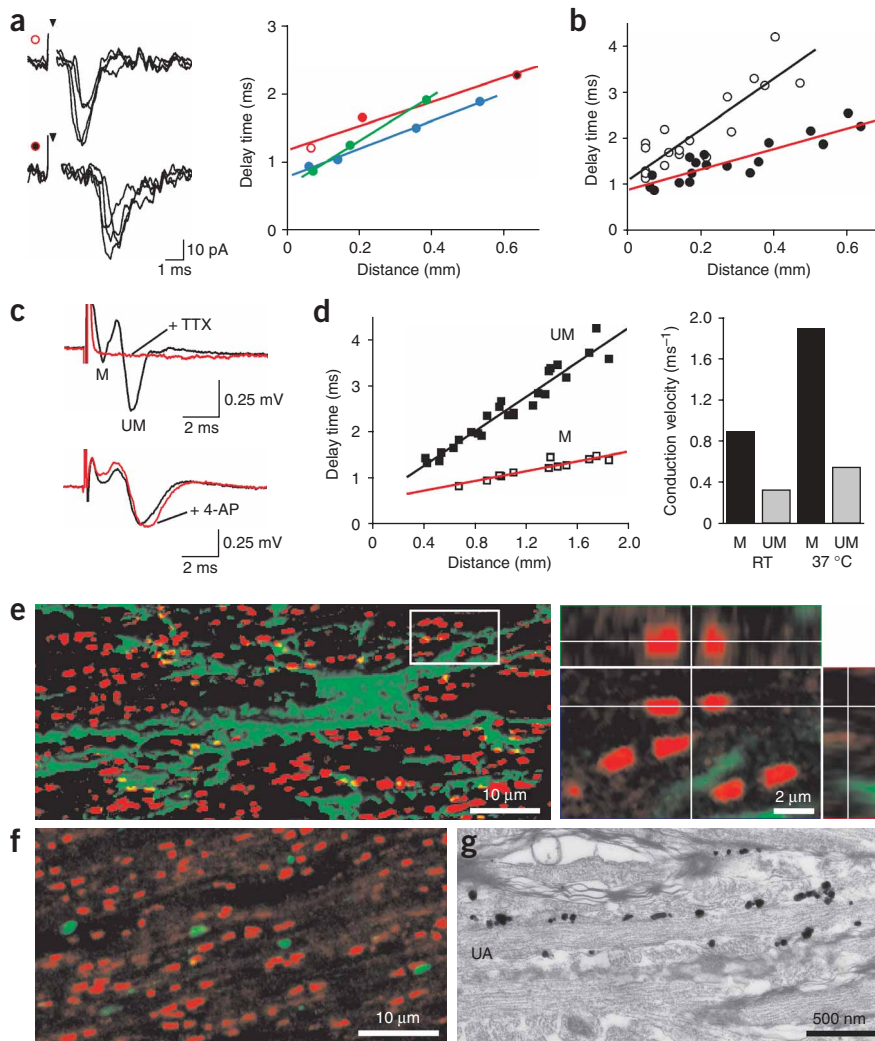 a
10 pA
1 ms
Delay time (ms)
3
2
1
0
0
0.2
0.4
0.6
Distance (mm)
b
Delay time (ms)
5
4
3
2
1
0
0
0.2
0.4
0.6
Distance (mm)
c
+ TTX
M
UM
0.25 mV
2 ms
+ 4-AP
0.25 mV
2 ms
d
Delay time (ms)
5
4
3
2
1
0
0
0.4
0.8
1.2
1.6
2.0
Distance (mm)
UM
M
Conduction velocity (ms⁻¹)
2.0
1.6
1.2
0.8
0.4
0
M UM M UM
RT 37 °C
e
10 μm
2 μm
f
10 μm
g
UA
500 nm